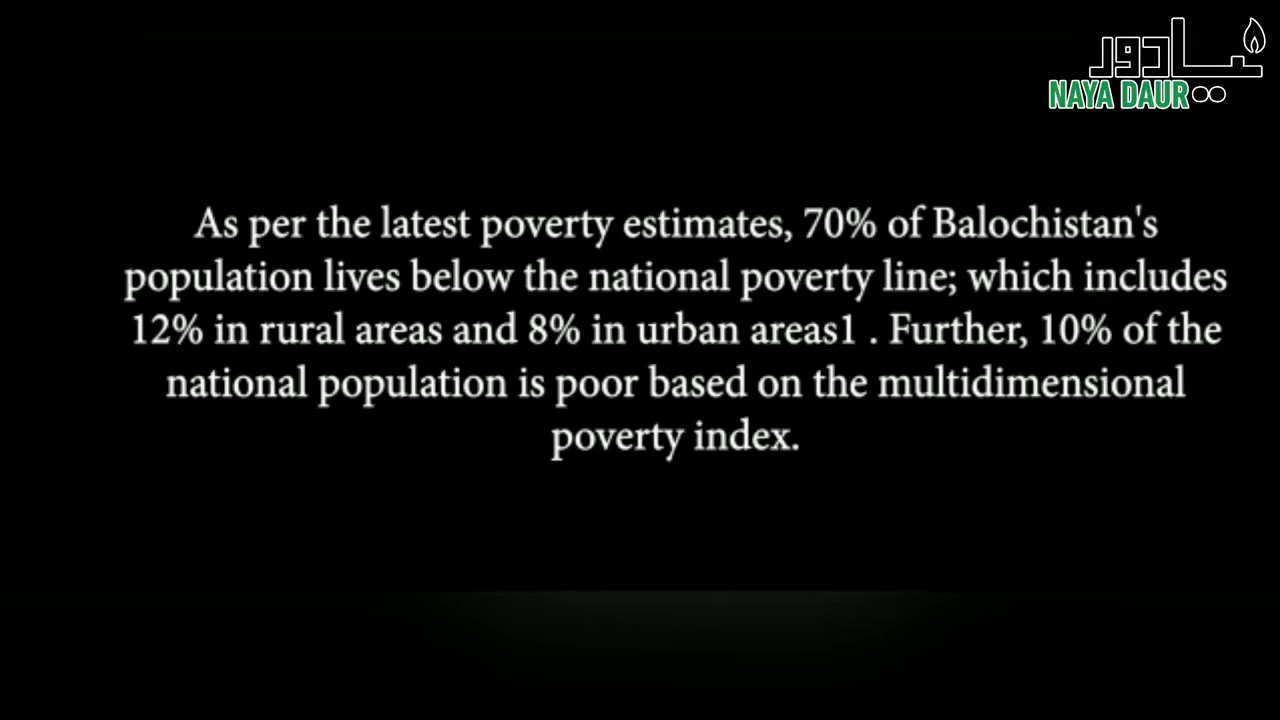 نیا دور
NAYA DAUR
As per the latest poverty estimates, 70% of Balochistan's
population lives below the national poverty line; which includes
12% in rural areas and 8% in urban areas1 . Further, 10% of the
national population is poor based on the multidimensional
poverty index.